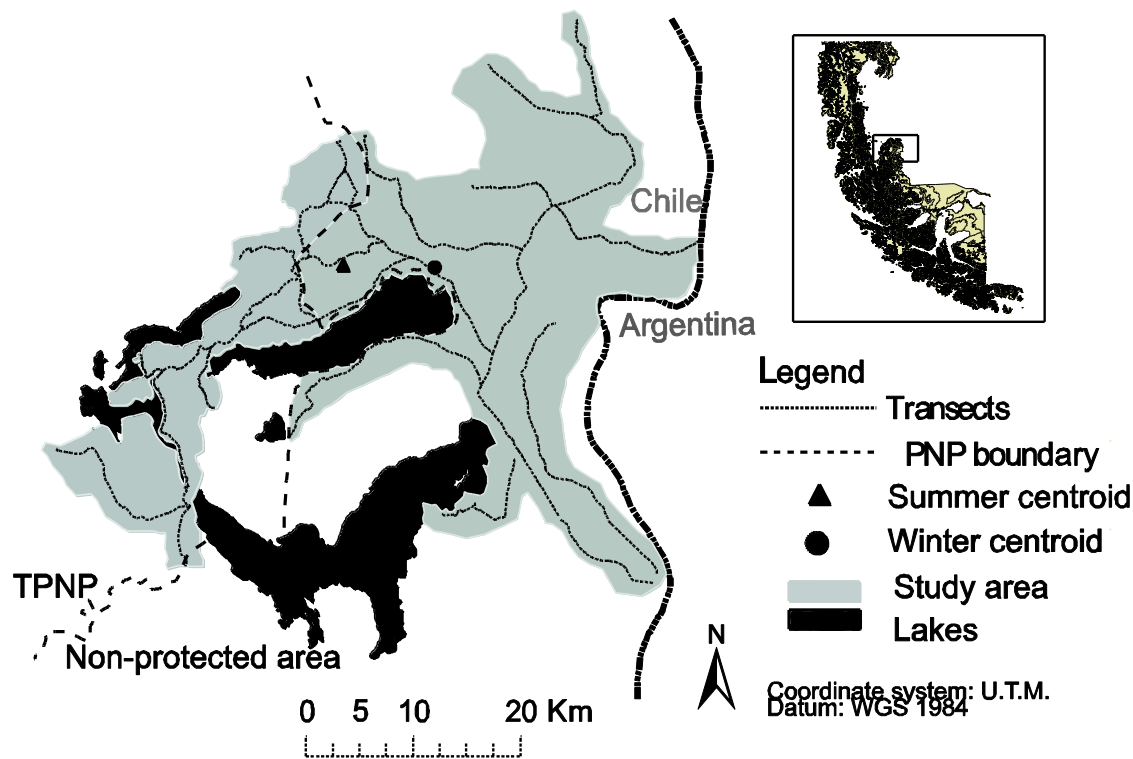 Chile
Argentina
Legend
Transects
PNP boundary
Summer centroid
Winter centroid
Study area
Lakes
TPNP
Non-protected area
N
0 5 10 20 Km
Coordinate system: U.T.M.
Datum: WGS 1984